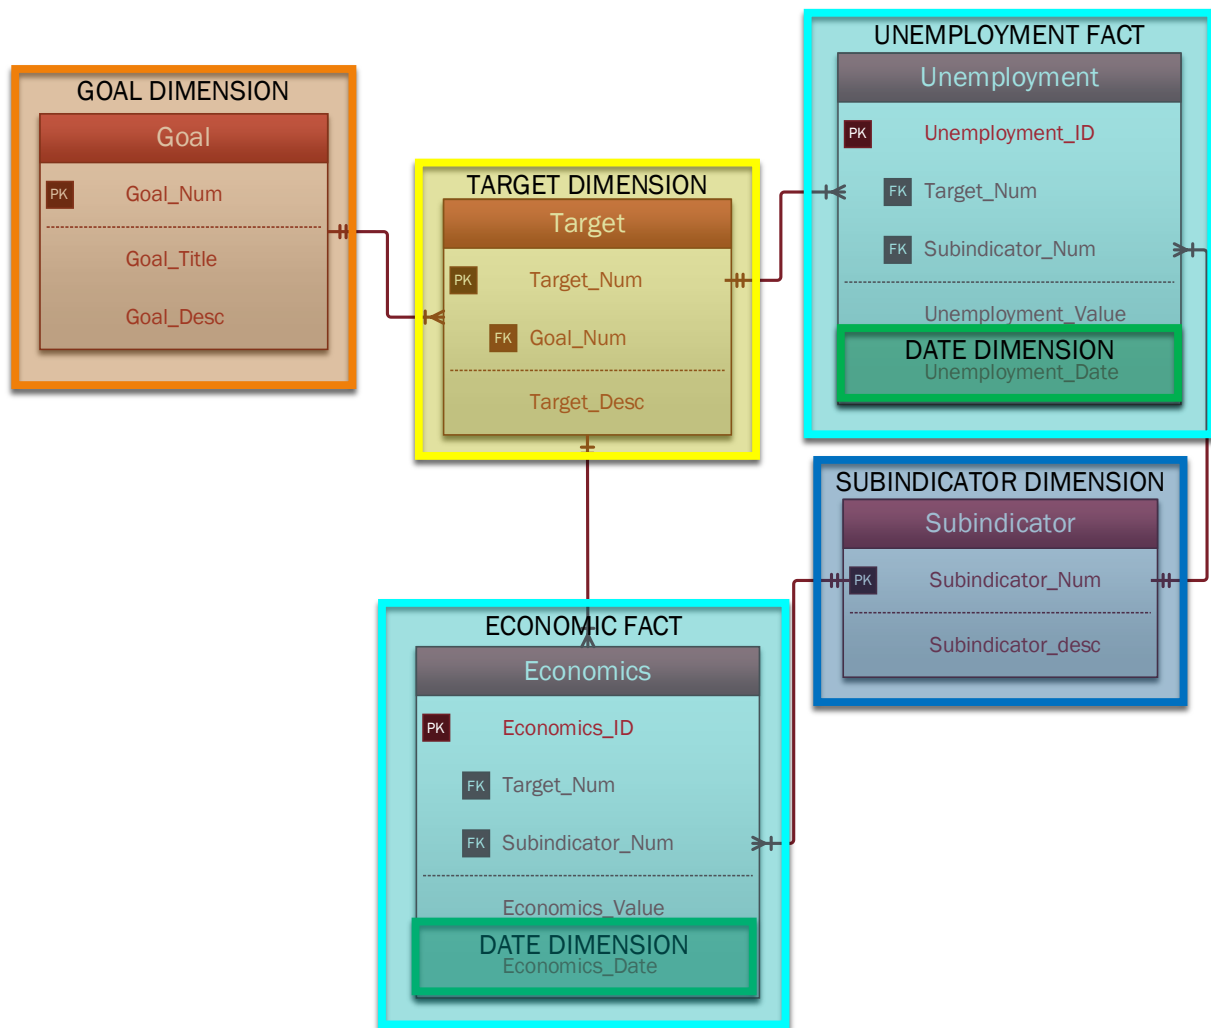 GOAL DIMENSION
Goal
PK Goal_Num
Goal_Title
Goal_Desc
TARGET DIMENSION
Target
PK Target_Num
FK Goal_Num
Target_Desc
UNEMPLOYMENT FACT
Unemployment
PK Unemployment_ID
FK Target_Num
FK Subindicator_Num
Unemployment_Value
DATE DIMENSION
Unemployment_Date
SUBINDICATOR DIMENSION
Subindicator
PK Subindicator_Num
Subindicator_desc
ECONOMIC FACT
Economics
PK Economics_ID
FK Target_Num
FK Subindicator_Num
Economics_Value
DATE DIMENSION
Economics_Date